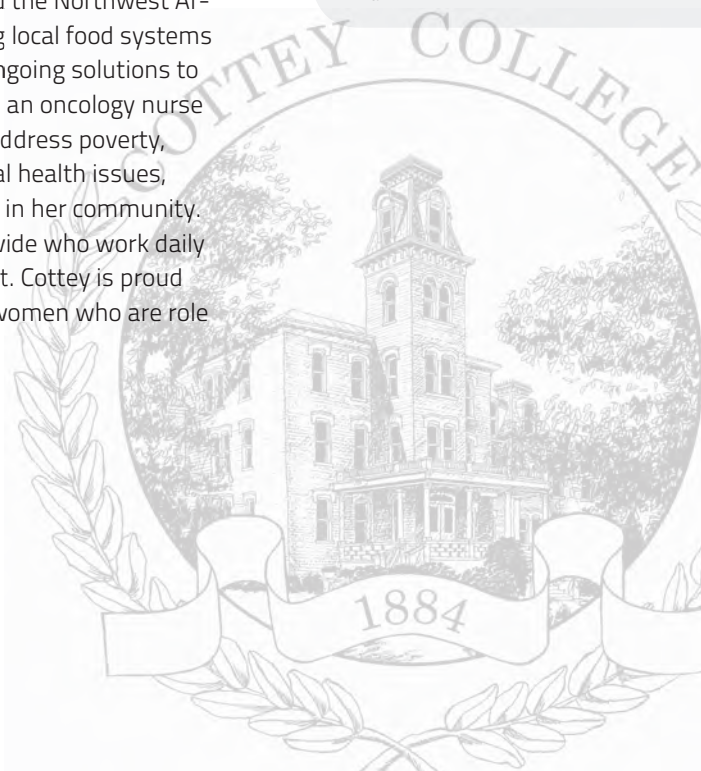 d the Northwest Ar-
g local food systems
ngoing solutions to
an oncology nurse
ddress poverty,
al health issues,
in her community.
wide who work daily
t. Cottey is proud
women who are role
COTTEY COLLEGE
1884